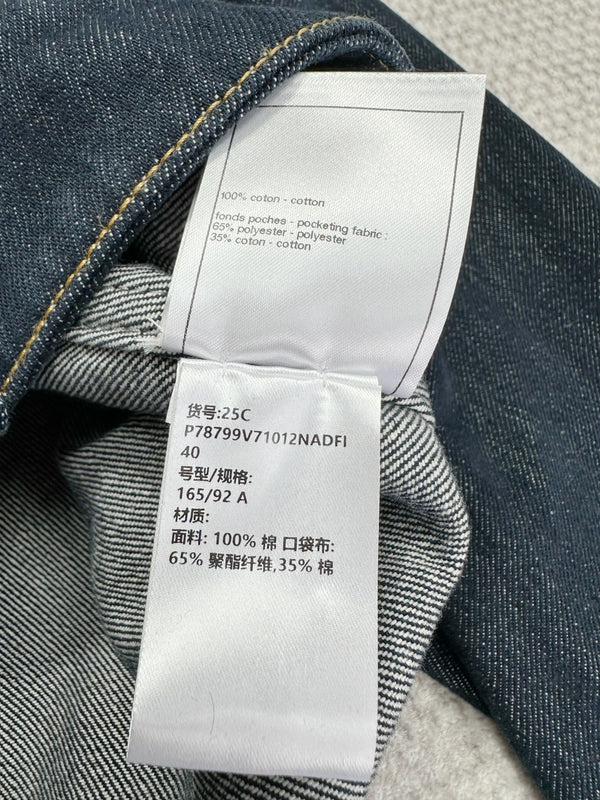 100% coton - cotton
fonds poches - pocketing fabric :
65% polyester - polyester
35% coton - cotton
货号:25C
P78799V71012NADFI
40
号型/规格:
165/92 A
材质:
面料: 100% 棉 口袋布:
65% 聚酯纤维,35% 棉